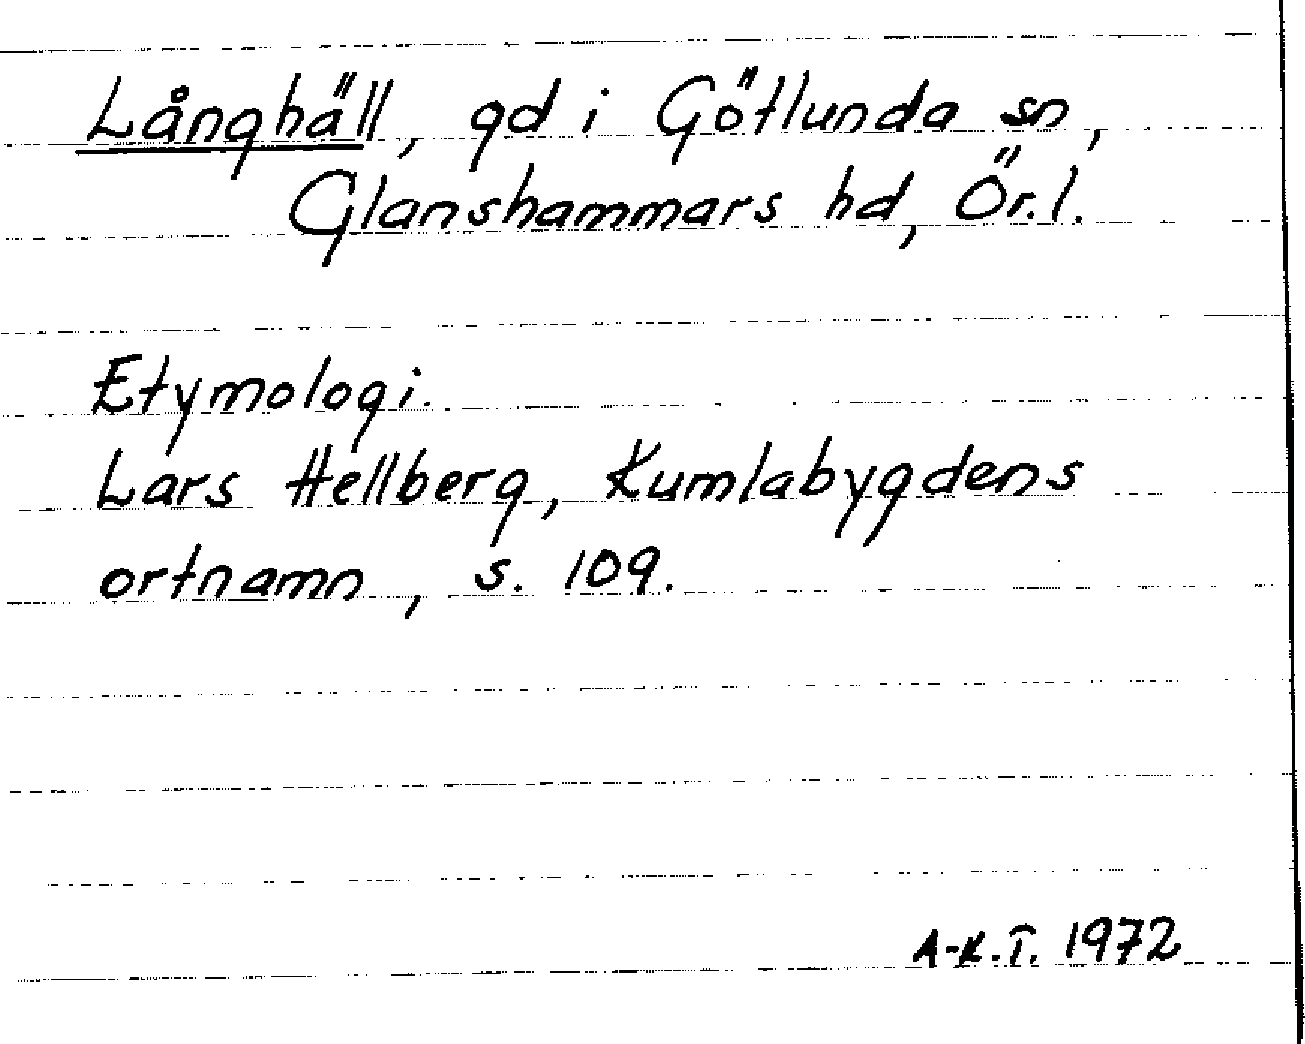 Långhäll, gd i Götlunda sn,
Glanshammars hd, Ör.l.
Etymologi.
Lars Hellberg, Kumlabygdens
ortnamn, s. 109.
A-K.T. 1972